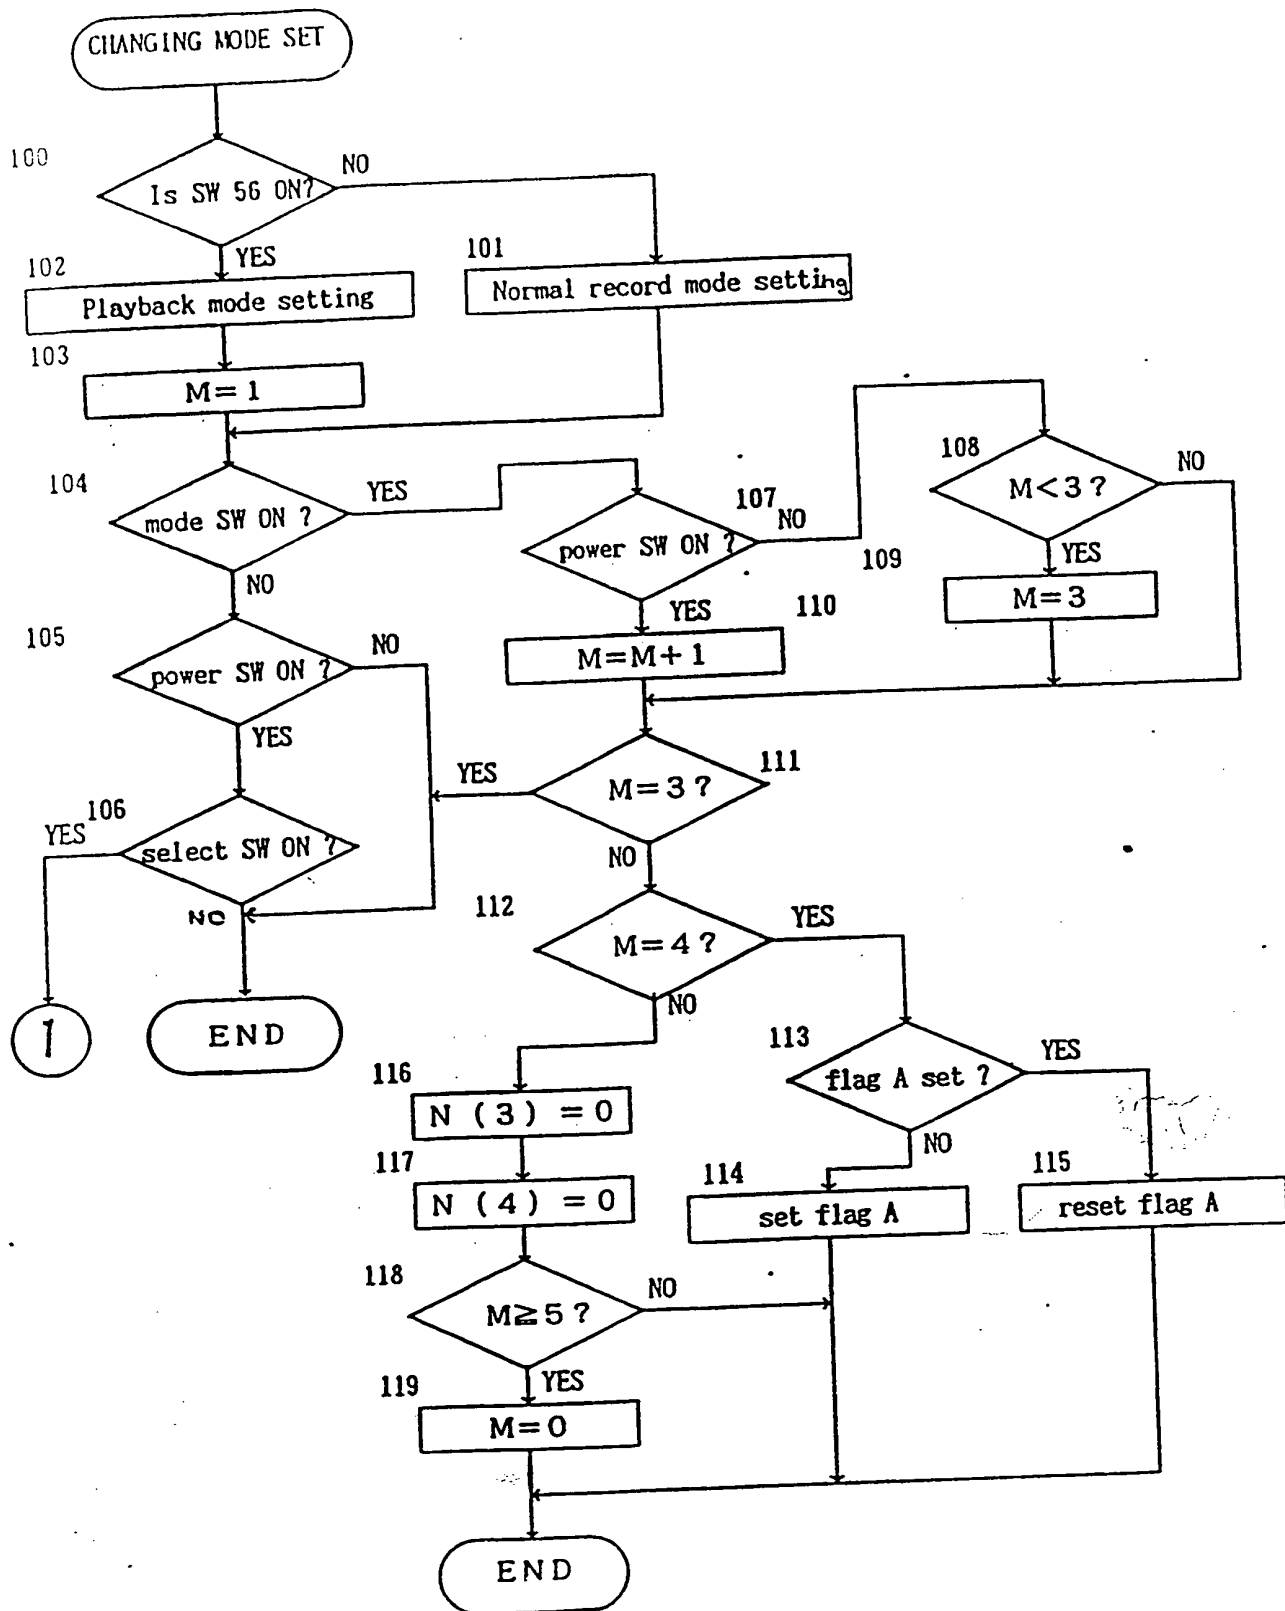 CHANGING MODE SET
100
Is SW 56 ON?
NO
YES
102
Playback mode setting
101
Normal record mode setting
103
M=1
104
mode SW ON ?
YES
NO
107
power SW ON ?
NO
YES
108
M<3 ?
NO
YES
109
M=3
110
M=M+1
105
power SW ON ?
NO
YES
111
M=3 ?
YES
NO
106
select SW ON ?
YES
NO
1
END
112
M=4 ?
YES
NO
113
flag A set ?
YES
NO
114
set flag A
115
reset flag A
116
N (3) =0
117
N (4) =0
118
M≧5 ?
NO
YES
119
M=0
END